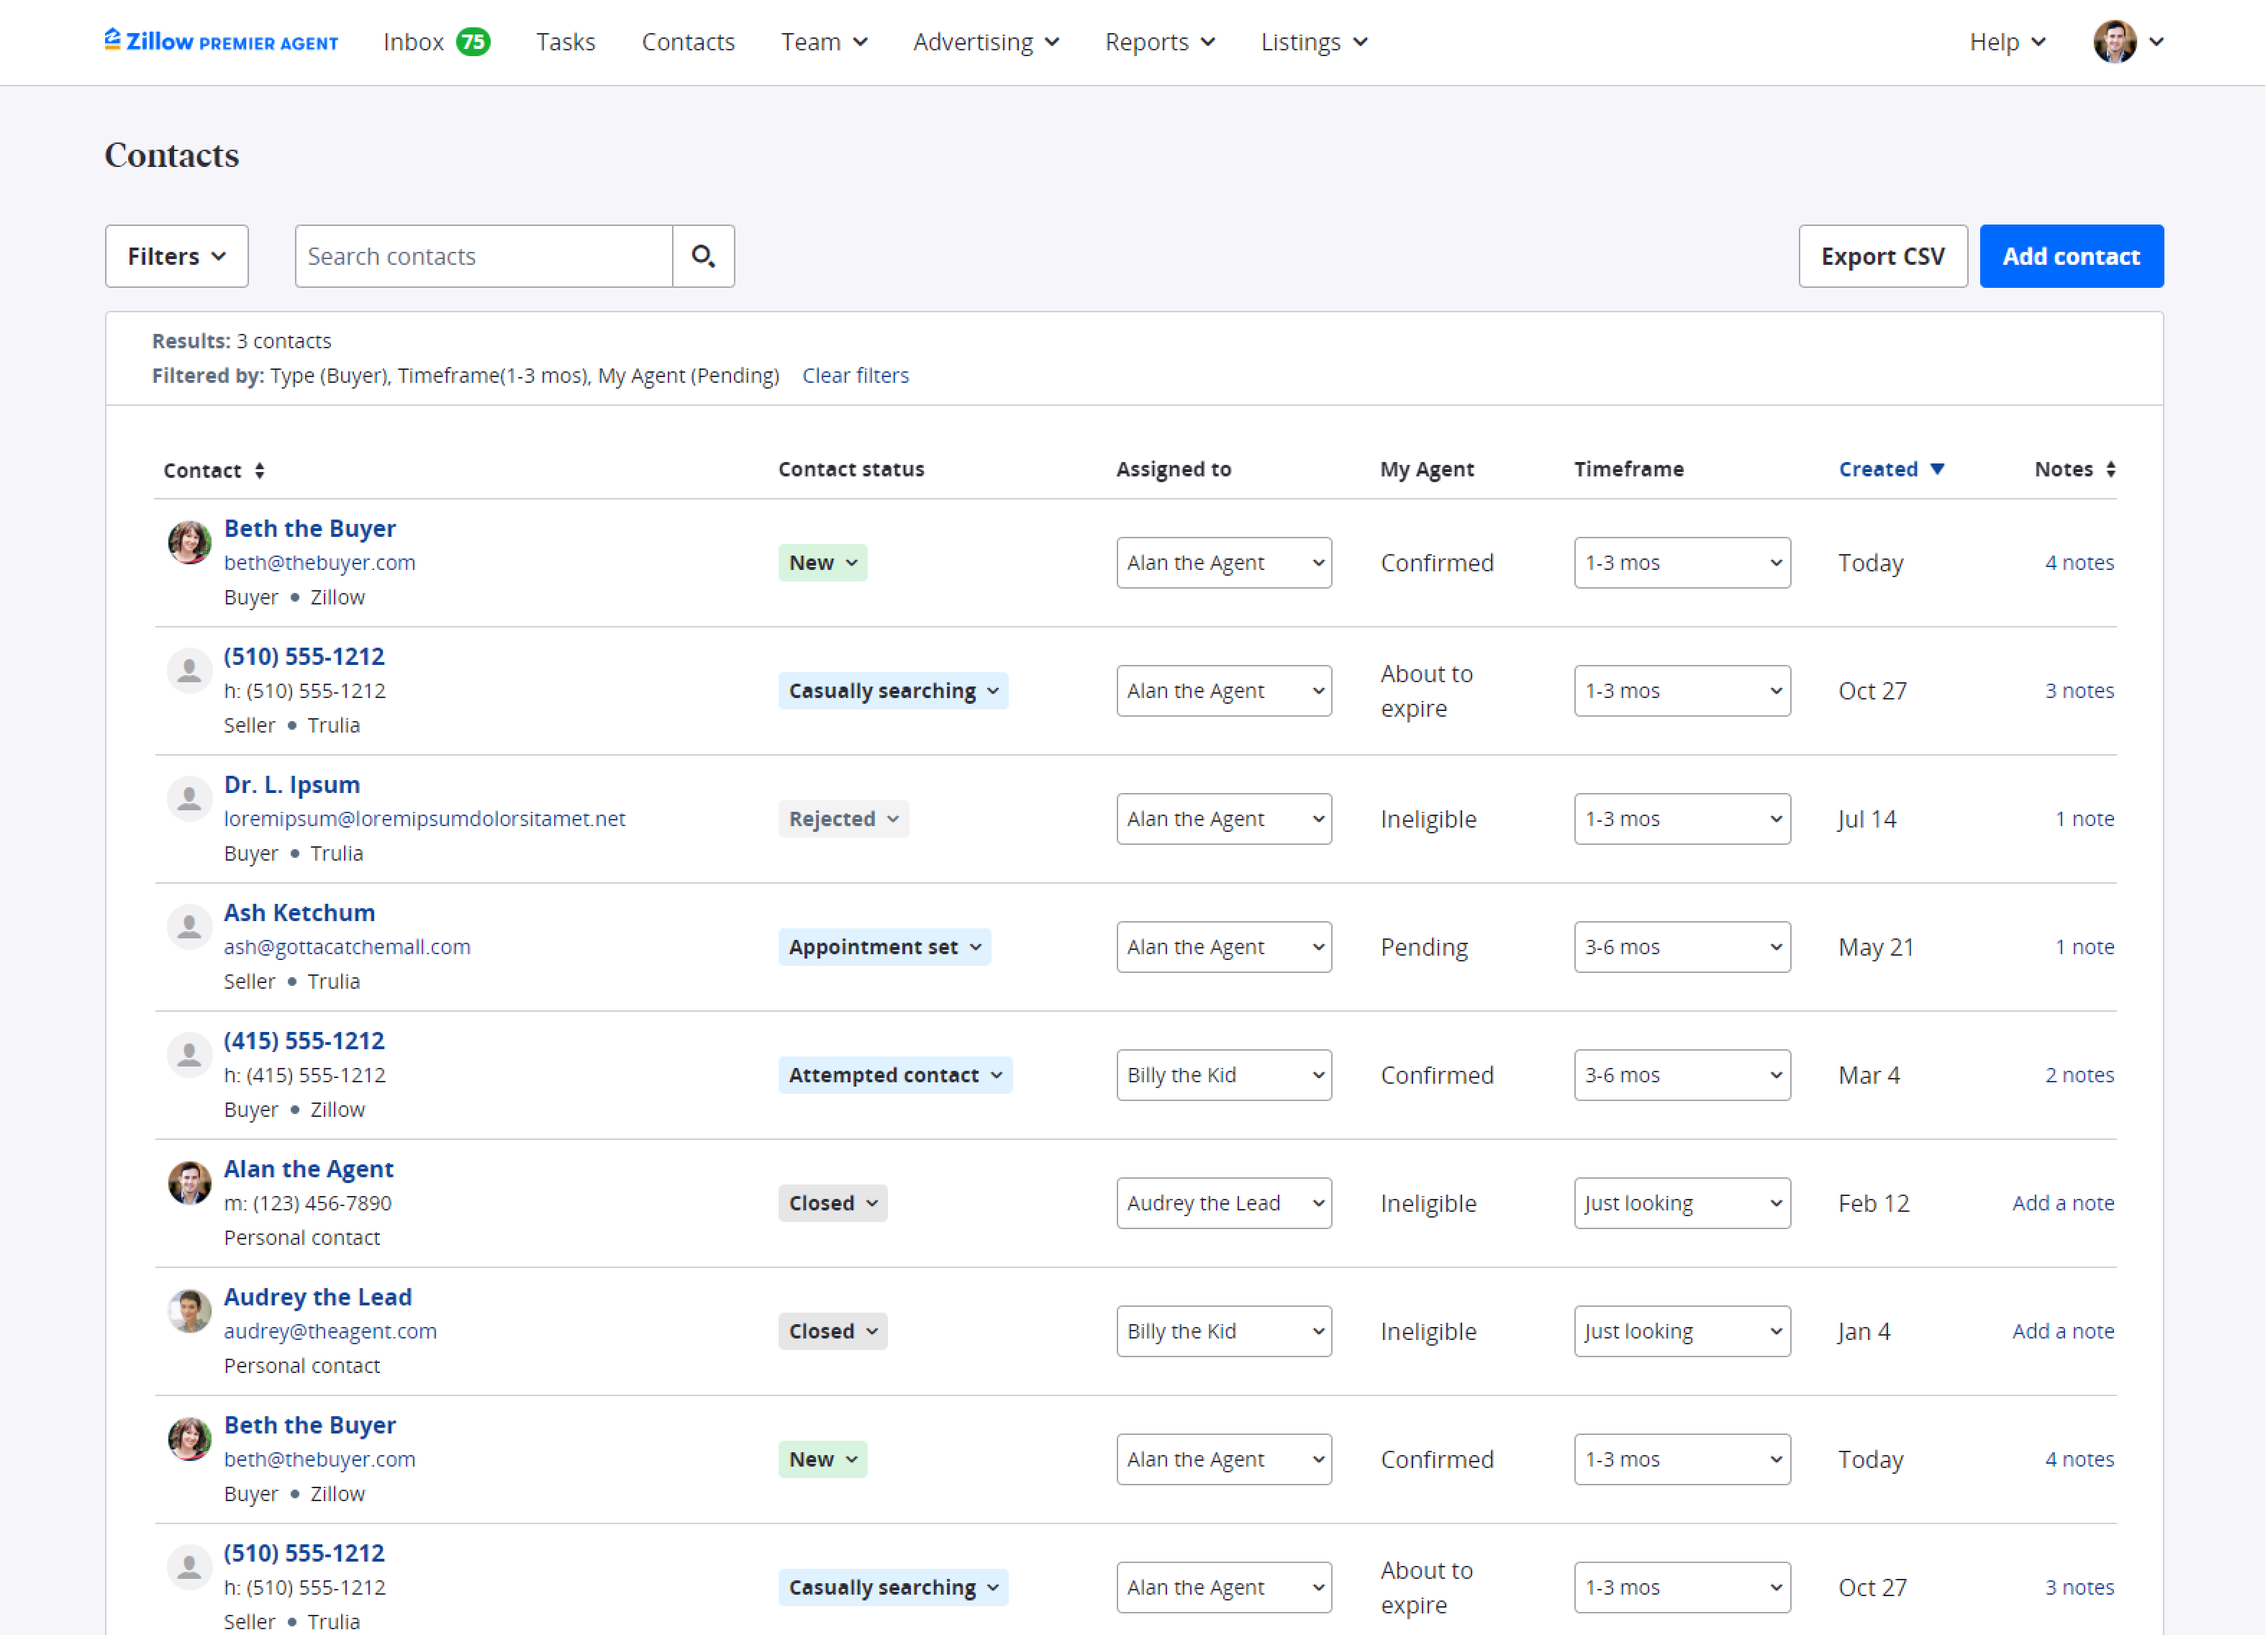 Zillow PREMIER AGENT Inbox 75 Tasks Contacts Team Advertising Reports Listings Help
Contacts
Filters Search contacts Export CSV Add contact
Results: 3 contacts
Filtered by: Type (Buyer), Timeframe(1-3 mos), My Agent (Pending) Clear filters
Contact Contact status Assigned to My Agent Timeframe Created Notes
Beth the Buyer
beth@thebuyer.com New Alan the Agent Confirmed 1-3 mos Today 4 notes
Buyer • Zillow
(510) 555-1212
About to
h: (510) 555-1212 Casually searching Alan the Agent 1-3 mos Oct 27 3 notes
expire
Seller • Trulia
Dr. L. Ipsum
loremipsum@loremipsumdolorsitamet.net Rejected Alan the Agent Ineligible 1-3 mos Jul 14 1 note
Buyer • Trulia
Ash Ketchum
ash@gottacatchemall.com Appointment set Alan the Agent Pending 3-6 mos May 21 1 note
Seller • Trulia
(415) 555-1212
h: (415) 555-1212 Attempted contact Billy the Kid Confirmed 3-6 mos Mar 4 2 notes
Buyer • Zillow
Alan the Agent
m: (123) 456-7890 Closed Audrey the Lead Ineligible Just looking Feb 12 Add a note
Personal contact
Audrey the Lead
audrey@theagent.com Closed Billy the Kid Ineligible Just looking Jan 4 Add a note
Personal contact
Beth the Buyer
beth@thebuyer.com New Alan the Agent Confirmed 1-3 mos Today 4 notes
Buyer • Zillow
(510) 555-1212
About to
h: (510) 555-1212 Casually searching Alan the Agent 1-3 mos Oct 27 3 notes
expire
Seller • Trulia